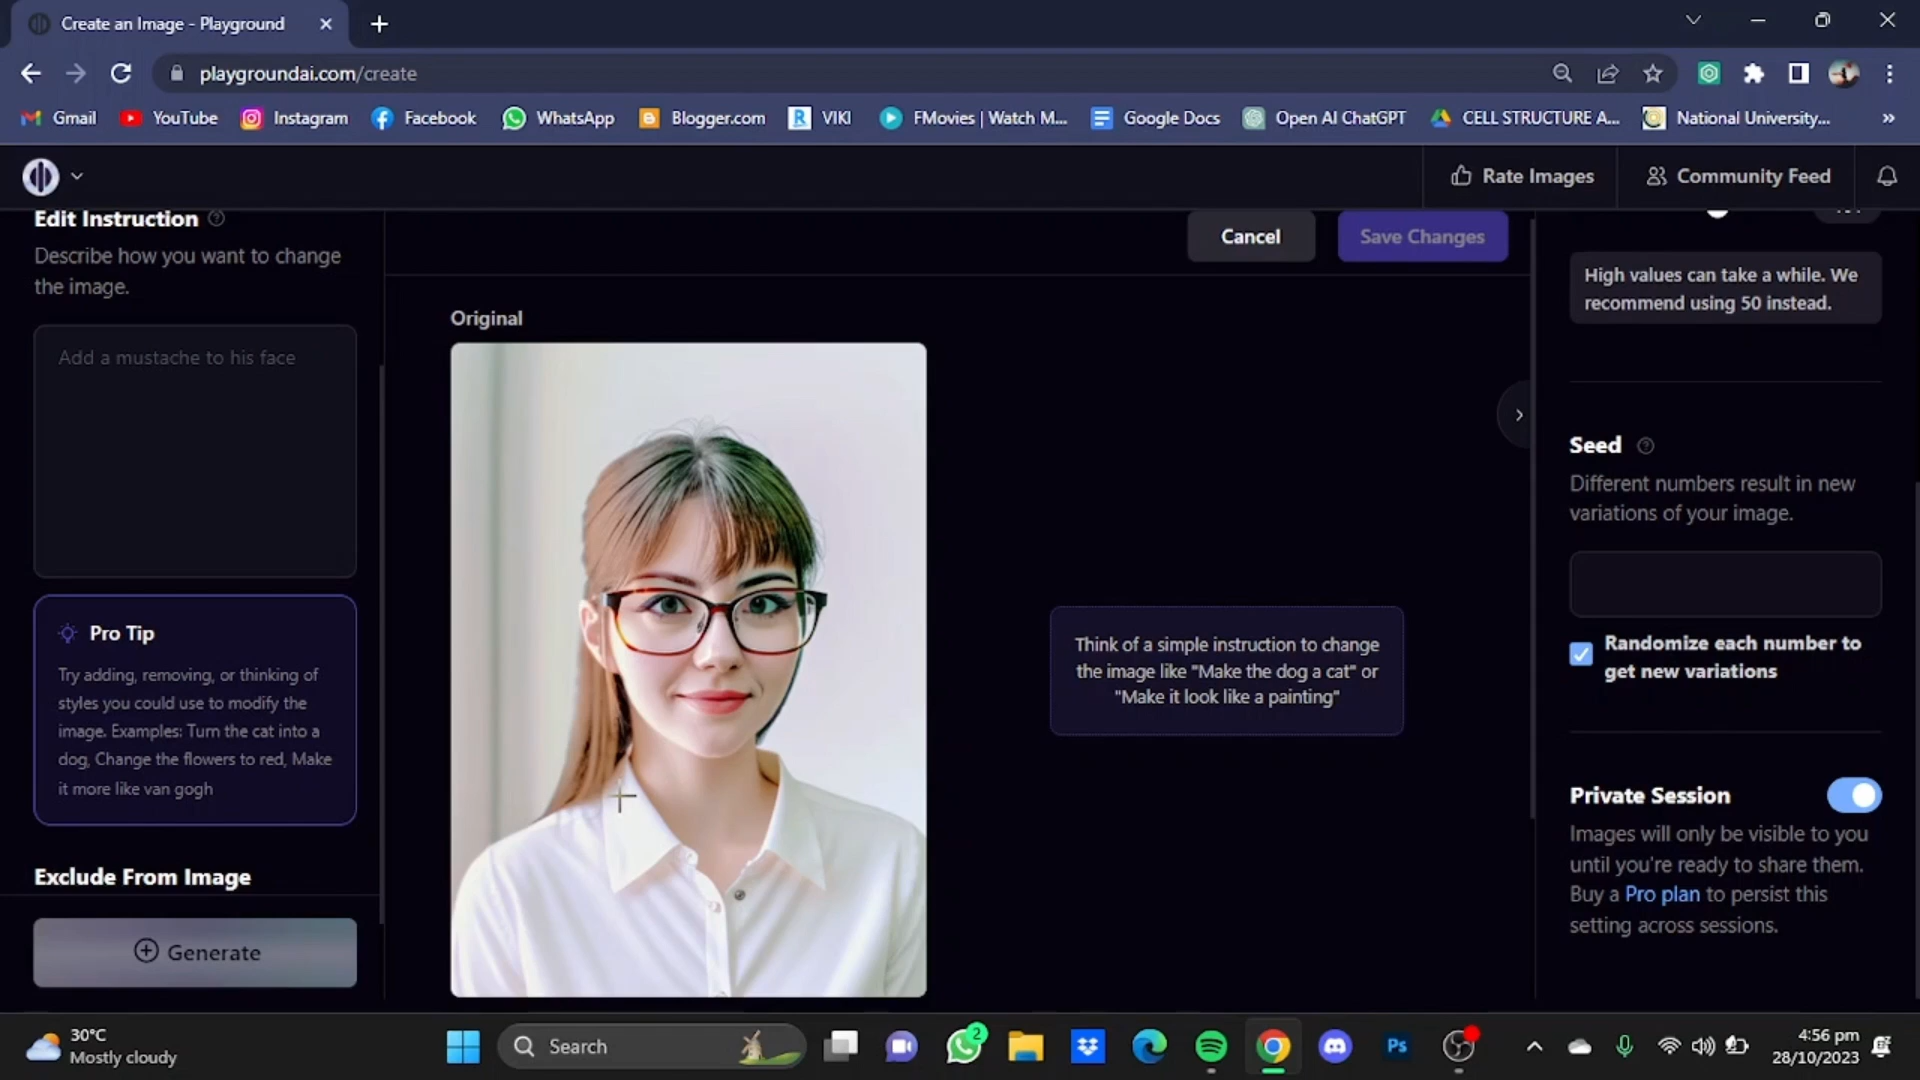 Create an Image - Playground
playgroundai.com/create
Gmail YouTube Instagram Facebook WhatsApp Blogger.com VIKI FMovies | Watch M... Google Docs Open AI ChatGPT CELL STRUCTURE A... National University... »
Rate Images Community Feed
Edit Instruction
Describe how you want to change
the image.
Add a mustache to his face
Pro Tip
Try adding, removing, or thinking of
styles you could use to modify the
image. Examples: Turn the cat into a
dog, Change the flowers to red, Make
it more like van gogh
Exclude From Image
Generate
Cancel Save Changes
Original
Think of a simple instruction to change
the image like "Make the dog a cat" or
"Make it look like a painting"
High values can take a while. We
recommend using 50 instead.
Seed
Different numbers result in new
variations of your image.
Randomize each number to
get new variations
Private Session
Images will only be visible to you
until you're ready to share them.
Buy a Pro plan to persist this
setting across sessions.
30°C
Mostly cloudy
Search
2
Ps
4:56 pm
28/10/2023